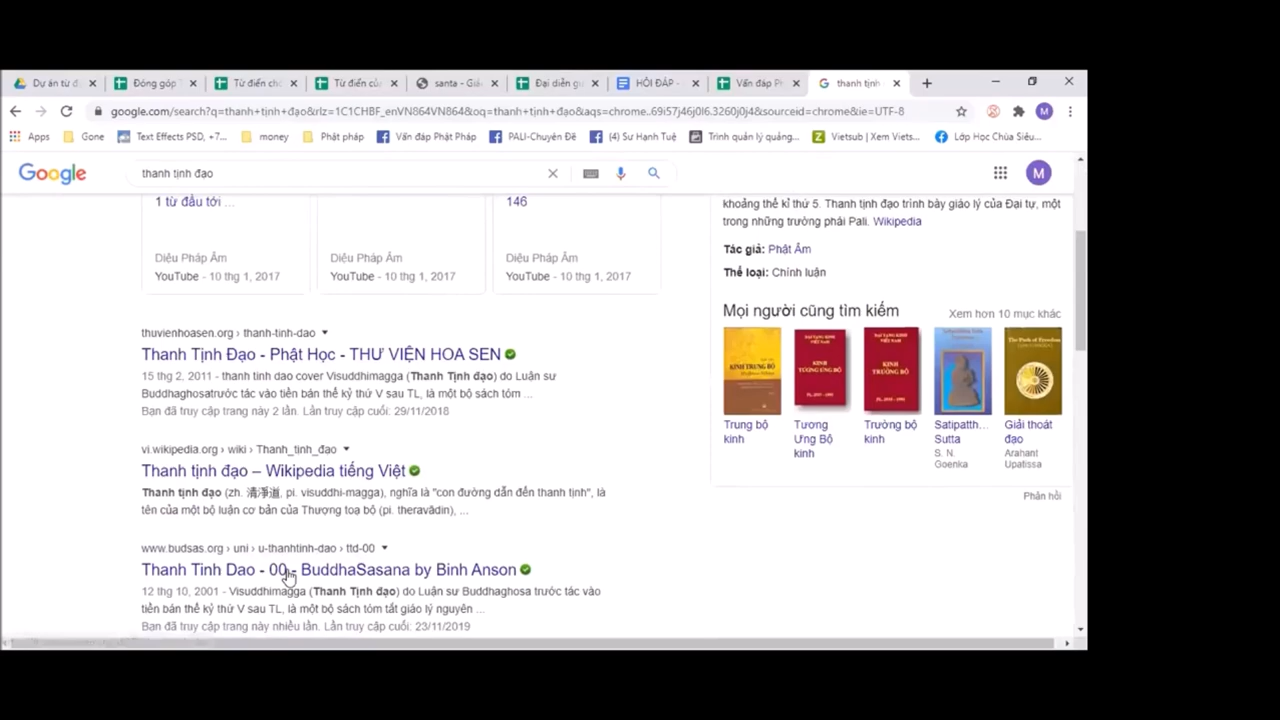 Dự án từ đ
Đóng góp
Từ điển ch
Từ điển củ
santa - Giả
Đại diễn gi
HỎI ĐÁP -
Vấn đáp P
thanh tịnh
google.com/search?q=thanh+tịnh+đạo&rlz=1C1CHBF_enVN864VN864&oq=thanh+tịnh+đạo&aqs=chrome..69i57j46j0l6.3260j0j4&sourceid=chrome&ie=UTF-8
M
Apps
Gone
Text Effects PSD, +7...
money
Phật pháp
Vấn đáp Phật Pháp
PALI-Chuyên Đề
(4) Sư Hạnh Tuệ
Trình quản lý quảng...
Vietsub | Xem Viets...
Lớp Học Chùa Siêu...
Google
thanh tịnh đạo
M
1 từ đầu tới ...
146
Diệu Pháp Âm
YouTube - 10 thg 1, 2017
Diệu Pháp Âm
YouTube - 10 thg 1, 2017
Diệu Pháp Âm
YouTube - 10 thg 1, 2017
thuvienhoasen.org › thanh-tinh-dao
Thanh Tịnh Đạo - Phật Học - THƯ VIỆN HOA SEN
15 thg 2, 2011 - thanh tinh dao cover Visuddhimagga (Thanh Tịnh đạo) do Luận sư
Buddhaghosatrước tác vào tiền bán thế kỷ thứ V sau TL, là một bộ sách tóm ...
Bạn đã truy cập trang này 2 lần. Lần truy cập cuối: 29/11/2018
vi.wikipedia.org › wiki › Thanh_tịnh_đạo
Thanh tịnh đạo – Wikipedia tiếng Việt
Thanh tịnh đạo (zh. 清淨道, pi. visuddhi-magga), nghĩa là "con đường dẫn đến thanh tịnh", là
tên của một bộ luận cơ bản của Thượng toạ bộ (pi. theravādin), ...
www.budsas.org › uni › u-thanhtinh-dao › ttd-00
Thanh Tinh Dao - 00 - BuddhaSasana by Binh Anson
12 thg 10, 2001 - Visuddhimagga (Thanh Tịnh đạo) do Luận sư Buddhaghosa trước tác vào
tiền bán thế kỷ thứ V sau TL, là một bộ sách tóm tắt giáo lý nguyên ...
Bạn đã truy cập trang này nhiều lần. Lần truy cập cuối: 23/11/2019
khoảng thế kỉ thứ 5. Thanh tịnh đạo trình bày giáo lý của Đại tự, một
trong những trường phái Pali. Wikipedia
Tác giả: Phật Âm
Thể loại: Chính luận
Mọi người cũng tìm kiếm
Xem hơn 10 mục khác
KINH TRUNG BỘ
KINH
TƯƠNG ƯNG BỘ
KINH
TRƯỜNG BỘ
The Path of Freedom
Trung bộ
kinh
Tương
Ưng Bộ
kinh
Trường bộ
kinh
Satipatth...
Sutta
S. N.
Goenka
Giải thoát
đạo
Arahant
Upatissa
Phản hồi